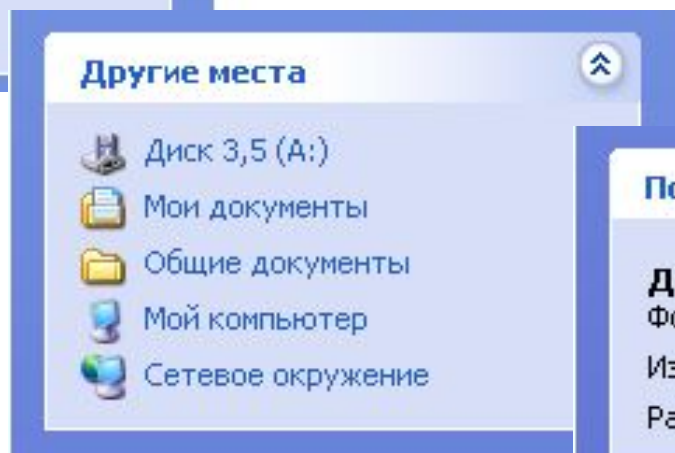 Другие места
Диск 3,5 (A:)
Мои документы
Общие документы
Мой компьютер
Сетевое окружение